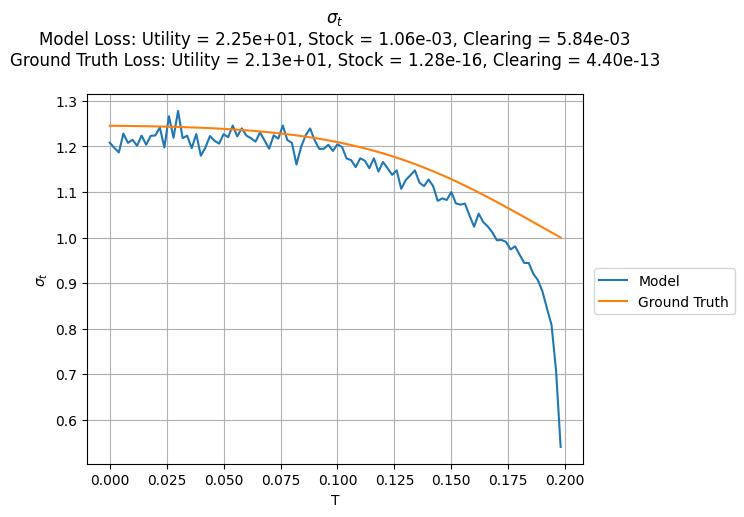 σₜ
Model Loss: Utility = 2.25e+01, Stock = 1.06e-03, Clearing = 5.84e-03
Ground Truth Loss: Utility = 2.13e+01, Stock = 1.28e-16, Clearing = 4.40e-13
1.3
1.2
1.1
1.0
0.9
0.8
0.7
0.6
σₜ
0.000 0.025 0.050 0.075 0.100 0.125 0.150 0.175 0.200
T
Model
Ground Truth